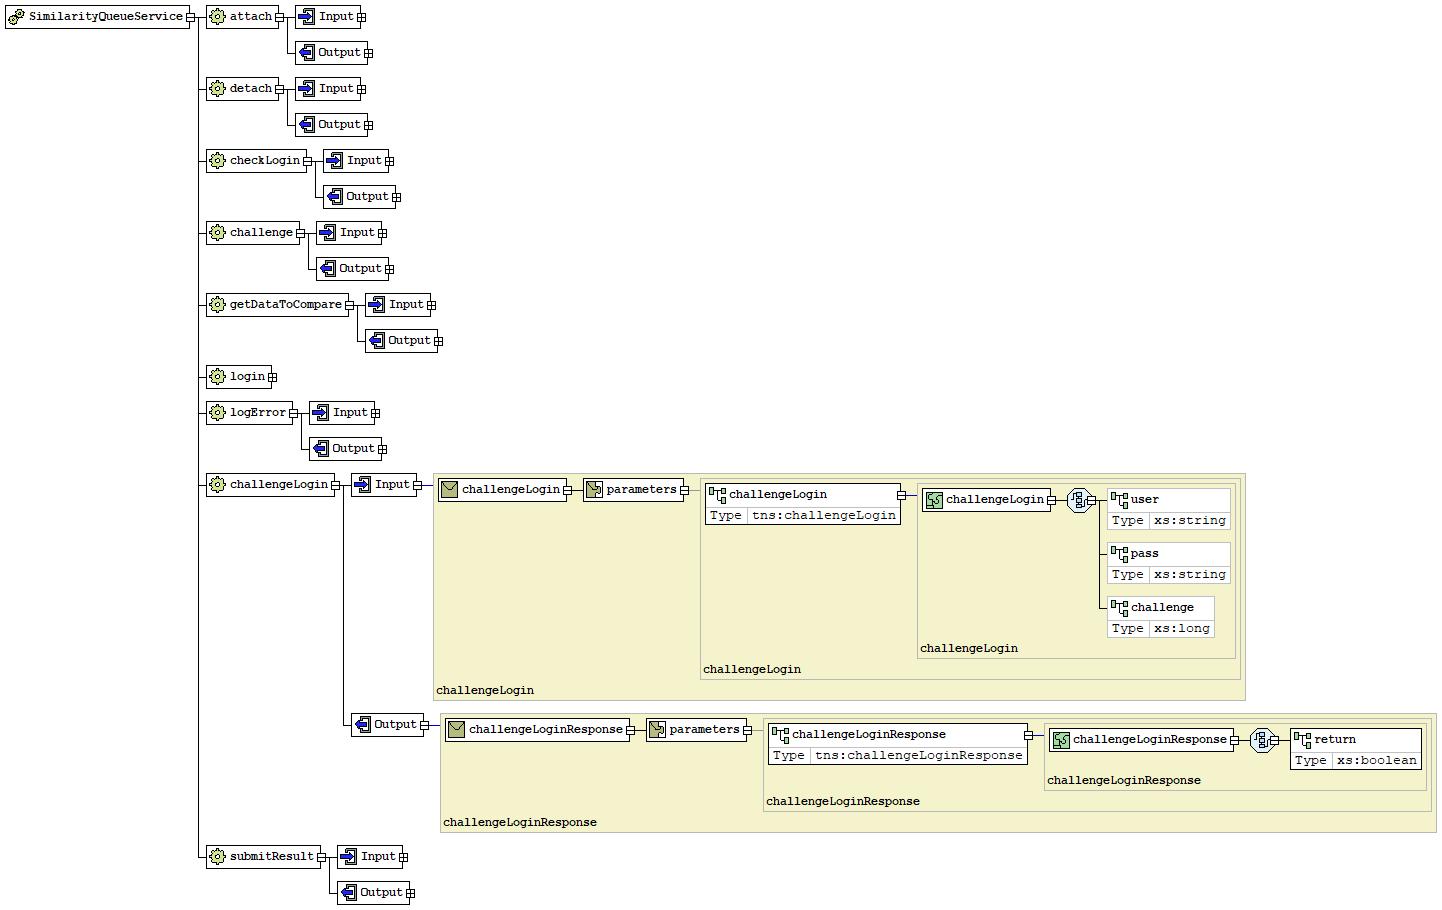 SimilarityQueueService
attach
Input
Output
detach
Input
Output
checkLogin
Input
Output
challenge
Input
Output
getDataToCompare
Input
Output
login
logError
Input
Output
challengeLogin
Input
challengeLogin
parameters
challengeLogin
Type tns:challengeLogin
challengeLogin
user
Type xs:string
pass
Type xs:string
challenge
Type xs:long
challengeLogin
challengeLogin
challengeLogin
Output
challengeLoginResponse
parameters
challengeLoginResponse
Type tns:challengeLoginResponse
challengeLoginResponse
return
Type xs:boolean
challengeLoginResponse
challengeLoginResponse
challengeLoginResponse
submitResult
Input
Output